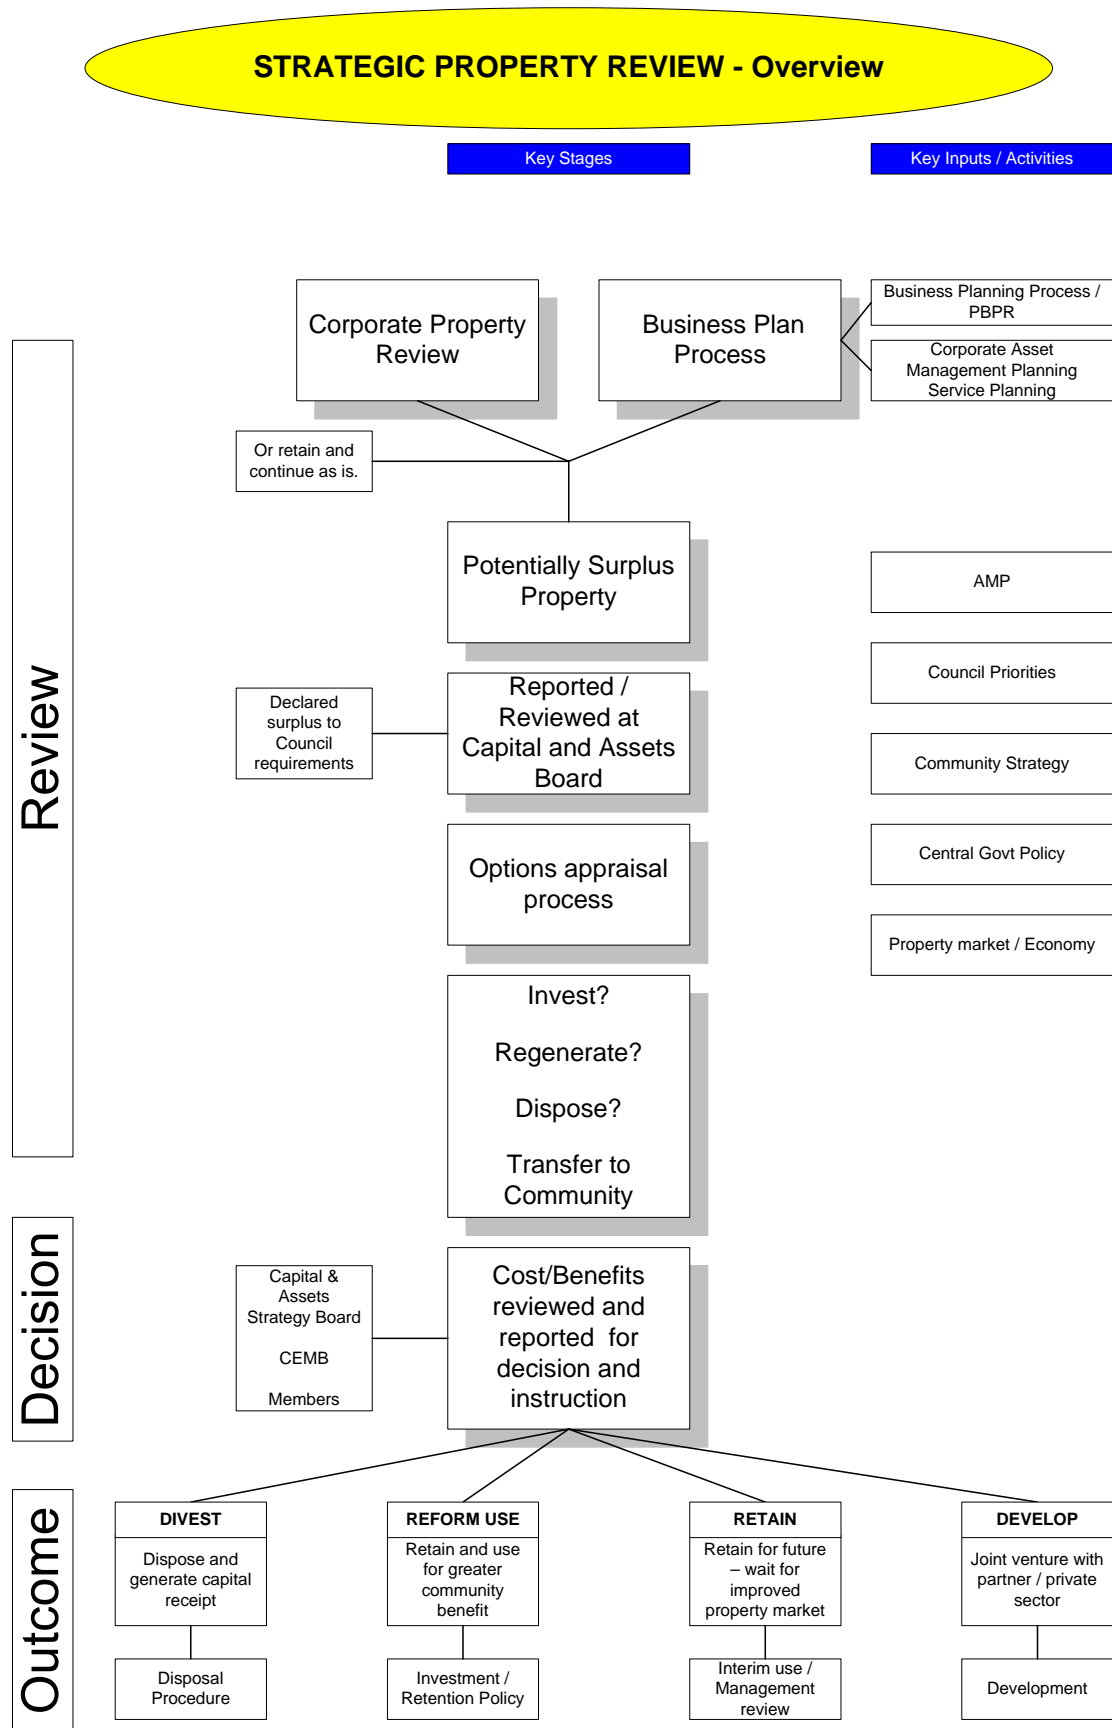 STRATEGIC PROPERTY REVIEW - Overview
Key Stages
Key Inputs / Activities
Review
Corporate Property
Review
Business Plan
Process
Business Planning Process /
PBPR
Corporate Asset
Management Planning
Service Planning
Or retain and
continue as is.
Potentially Surplus
Property
AMP
Council Priorities
Declared
surplus to
Council
requirements
Reported /
Reviewed at
Capital and Assets
Board
Community Strategy
Options appraisal
process
Central Govt Policy
Property market / Economy
Invest?
Regenerate?
Dispose?
Transfer to
Community
Decision
Capital &
Assets
Strategy Board
CEMB
Members
Cost/Benefits
reviewed and
reported for
decision and
instruction
Outcome
DIVEST
Dispose and
generate capital
receipt
Disposal
Procedure
REFORM USE
Retain and use
for greater
community
benefit
Investment /
Retention Policy
RETAIN
Retain for future
– wait for
improved
property market
Interim use /
Management
review
DEVELOP
Joint venture with
partner / private
sector
Development